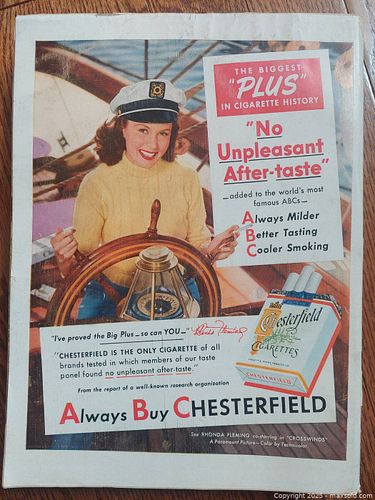 THE BIGGEST
"PLUS"
IN CIGARETTE HISTORY
"No
Unpleasant
After-taste"
—added to the world's most
famous ABCs—
Always Milder
Better Tasting
Cooler Smoking
Chesterfield
CIGARETTES
CHESTERFIELD
"I've proved the Big Plus—so can YOU—"
Rhonda Fleming
"CHESTERFIELD IS THE ONLY CIGARETTE of all
brands tested in which members of our taste
panel found no unpleasant after-taste."
From the report of a well-known research organization
Always Buy CHESTERFIELD
See RHONDA FLEMING co-starring in "CROSSWINDS"
A Paramount Picture—Color by Technicolor
Copyright 2025 - maxsold.com